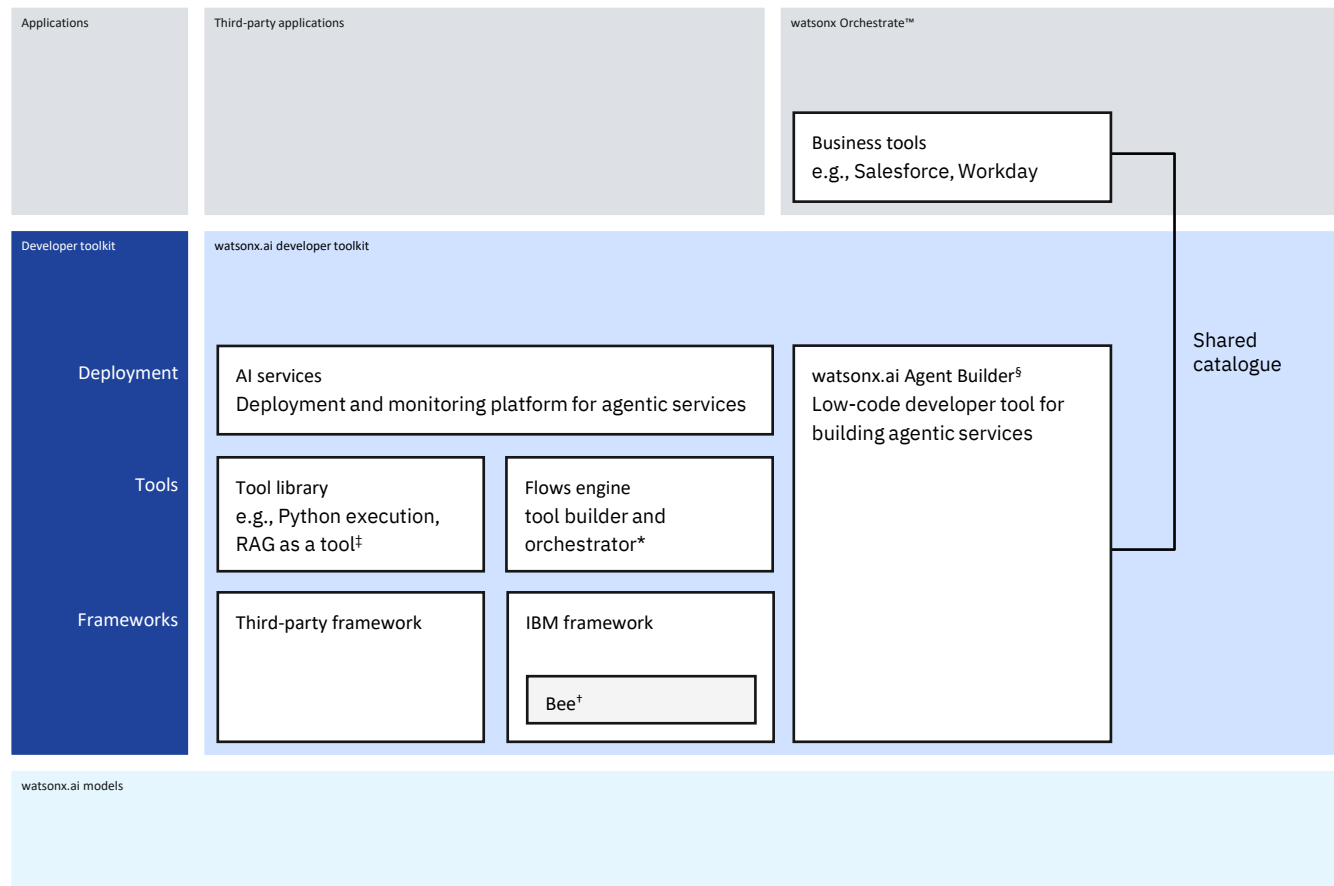 Applications
Third-party applications
watsonx Orchestrate™
Business tools
e.g., Salesforce, Workday
Developer toolkit
watsonx.ai developer toolkit
Shared
catalogue
Deployment
AI services
Deployment and monitoring platform for agentic services
watsonx.ai Agent Builder§
Low-code developer tool for
building agentic services
Tools
Tool library
e.g., Python execution,
RAG as a tool‡
Flows engine
tool builder and
orchestrator*
Frameworks
Third-party framework
IBM framework
Bee†
watsonx.ai models